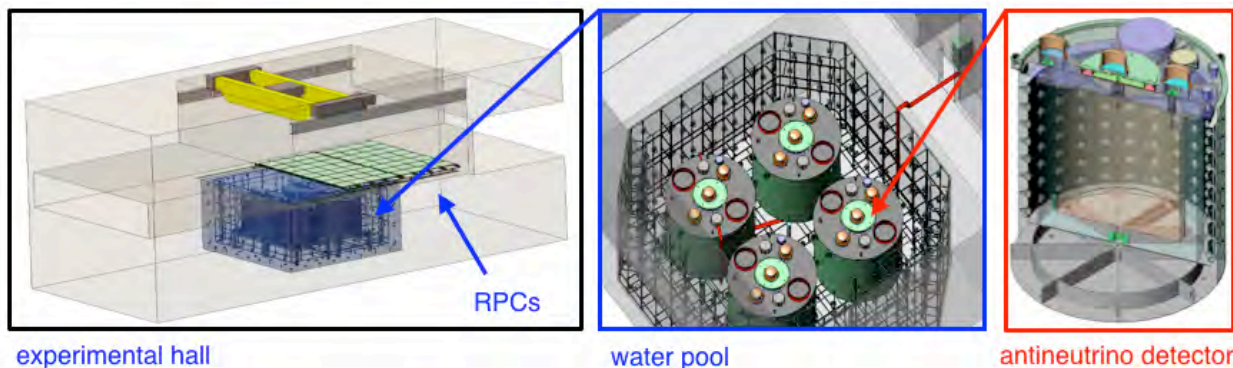 RPCs
experimental hall
water pool
antineutrino detector